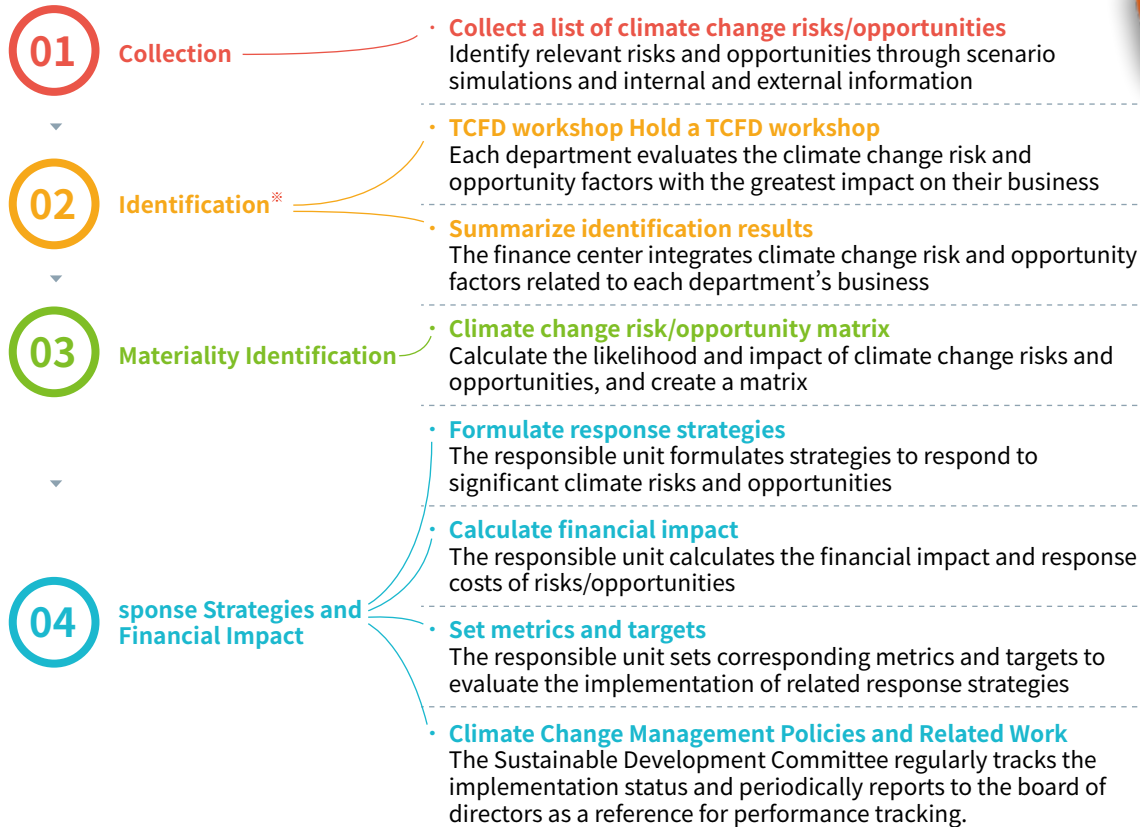 01
Collection
· Collect a list of climate change risks/opportunities
Identify relevant risks and opportunities through scenario
simulations and internal and external information
02
Identification※
· TCFD workshop Hold a TCFD workshop
Each department evaluates the climate change risk and
opportunity factors with the greatest impact on their business
· Summarize identification results
The finance center integrates climate change risk and opportunity
factors related to each department’s business
03
Materiality Identification
· Climate change risk/opportunity matrix
Calculate the likelihood and impact of climate change risks and
opportunities, and create a matrix
04
sponse Strategies and
Financial Impact
· Formulate response strategies
The responsible unit formulates strategies to respond to
significant climate risks and opportunities
· Calculate financial impact
The responsible unit calculates the financial impact and response
costs of risks/opportunities
· Set metrics and targets
The responsible unit sets corresponding metrics and targets to
evaluate the implementation of related response strategies
· Climate Change Management Policies and Related Work
The Sustainable Development Committee regularly tracks the
implementation status and periodically reports to the board of
directors as a reference for performance tracking.